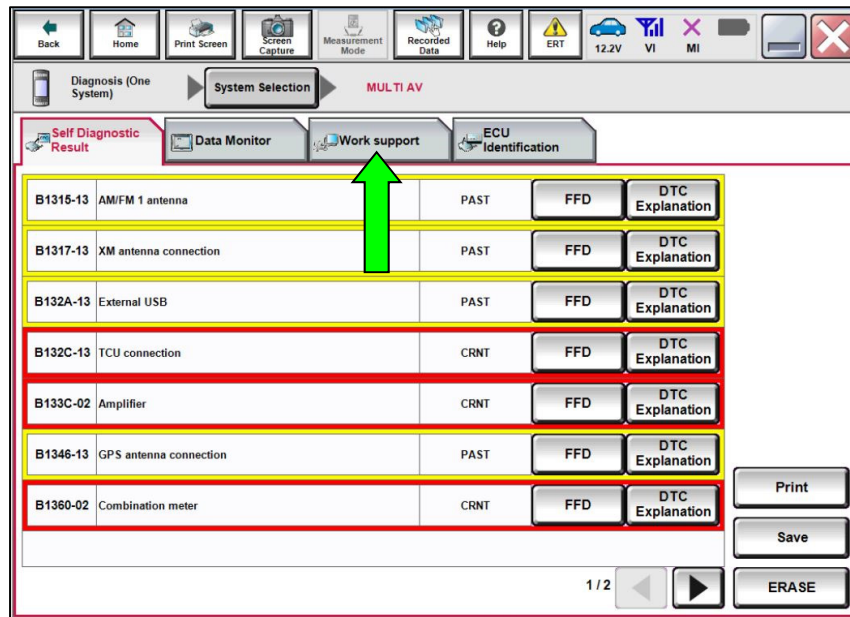 Back
Home
Print Screen
Screen
Capture
Measurement
Mode
Recorded
Data
Help
ERT
12.2V
VI
MI
Diagnosis (One
System)
System Selection
MULTI AV
Self Diagnostic
Result
Data Monitor
Work support
ECU
Identification
B1315-13 AM/FM 1 antenna PAST FFD DTC
Explanation
B1317-13 XM antenna connection PAST FFD DTC
Explanation
B132A-13 External USB PAST FFD DTC
Explanation
B132C-13 TCU connection CRNT FFD DTC
Explanation
B133C-02 Amplifier CRNT FFD DTC
Explanation
B1346-13 GPS antenna connection PAST FFD DTC
Explanation
B1360-02 Combination meter CRNT FFD DTC
Explanation
Print
Save
1 / 2
ERASE